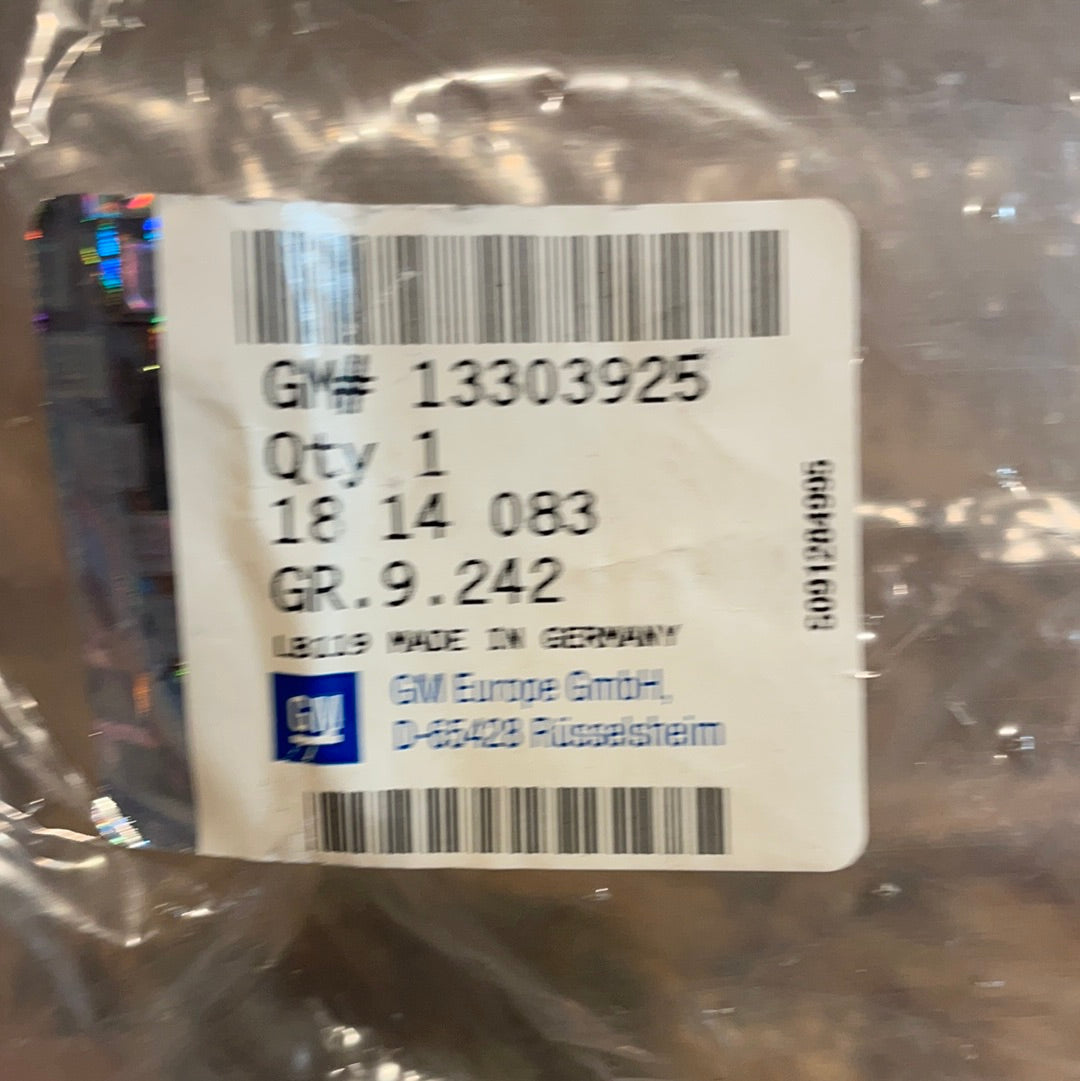 GM# 13303925
Qty 1
18 14 083
GR.9.242
LB119 MADE IN GERMANY
GM
GM Europe GmbH,
D-65423 Rüsselsheim